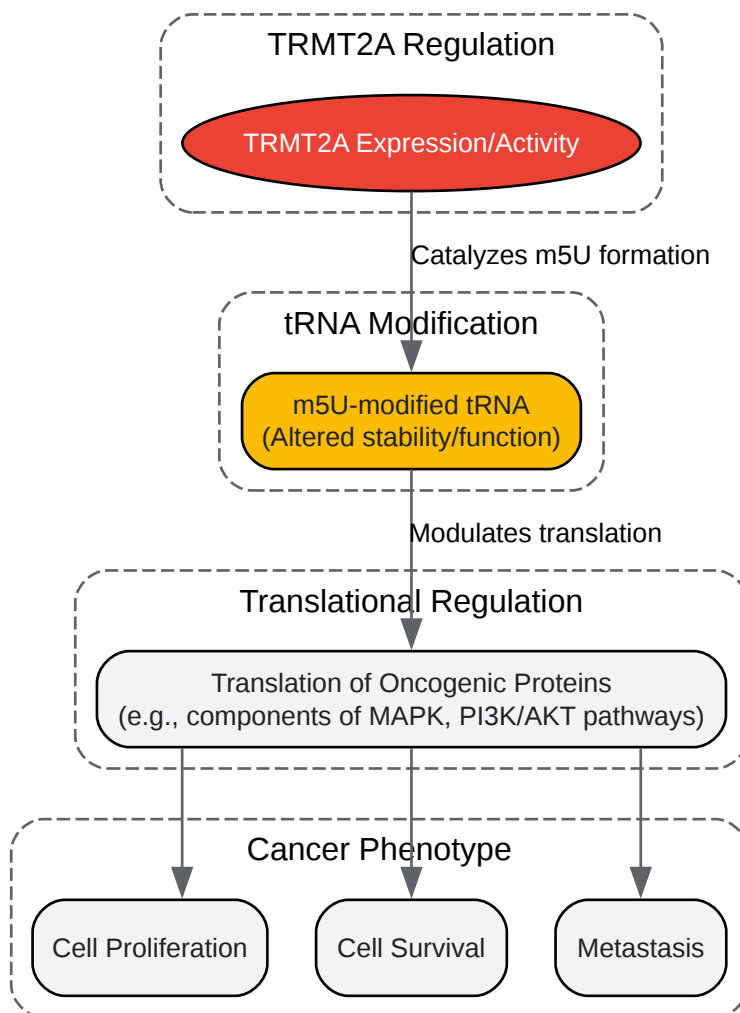 TRMT2A Regulation
TRMT2A Expression/Activity
Catalyzes m5U formation
tRNA Modification
m5U-modified tRNA
(Altered stability/function)
Modulates translation
Translational Regulation
Translation of Oncogenic Proteins
(e.g., components of MAPK, PI3K/AKT pathways)
Cancer Phenotype
Cell Proliferation
Cell Survival
Metastasis